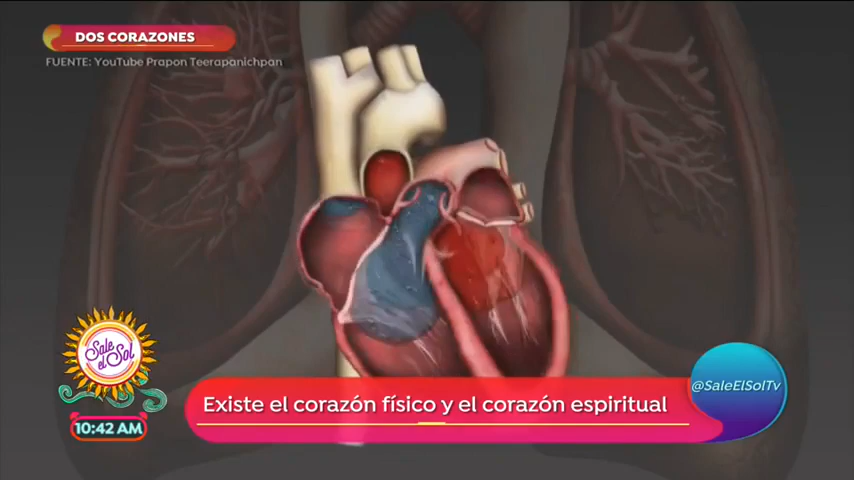 DOS CORAZONES
FUENTE: YouTube Prapon Teerapanichpan
Sale
el
Sol
10:42 AM
Existe el corazón físico y el corazón espiritual
@SaleElSolTv